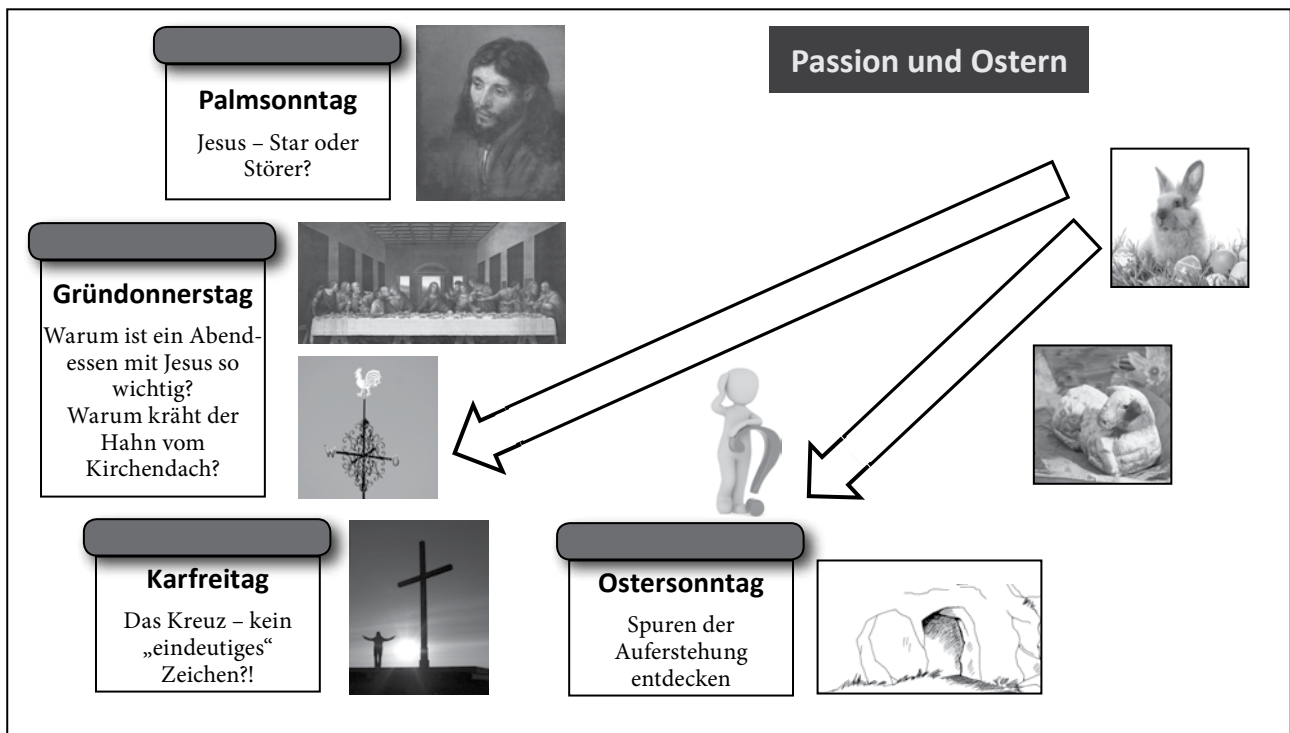 Passion und Ostern
Palmsonntag
Jesus – Star oder
Störer?
Gründonnerstag
Warum ist ein Abend-
essen mit Jesus so
wichtig?
Warum kräht der
Hahn vom
Kirchendach?
Karfreitag
Das Kreuz – kein
„eindeutiges“
Zeichen?!
Ostersonntag
Spuren der
Auferstehung
entdecken
W
O